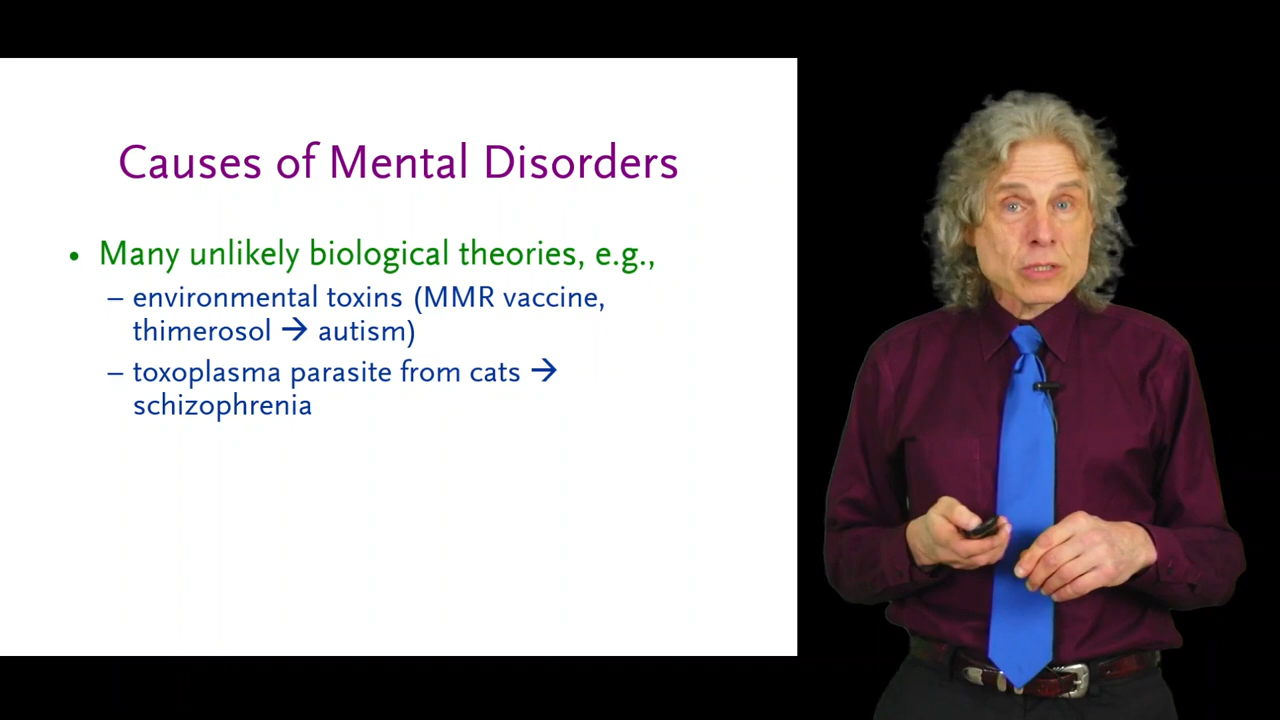 Causes of Mental Disorders
• Many unlikely biological theories, e.g.,
– environmental toxins (MMR vaccine,
thimerosol → autism)
– toxoplasma parasite from cats →
schizophrenia